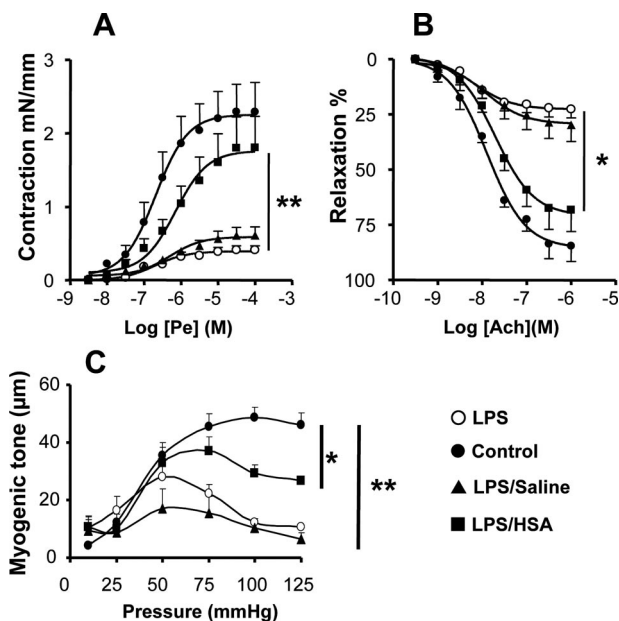 A
Contraction mN/mm
3
2
1
0
-9 -8 -7 -6 -5 -4 -3
Log [Pe] (M)
**
B
Relaxation %
0
25
50
75
100
-10 -9 -8 -7 -6 -5
Log [Ach](M)
*
C
Myogenic tone (µm)
60
40
20
0
0 25 50 75 100 125
Pressure (mmHg)
*
**
LPS
Control
LPS/Saline
LPS/HSA